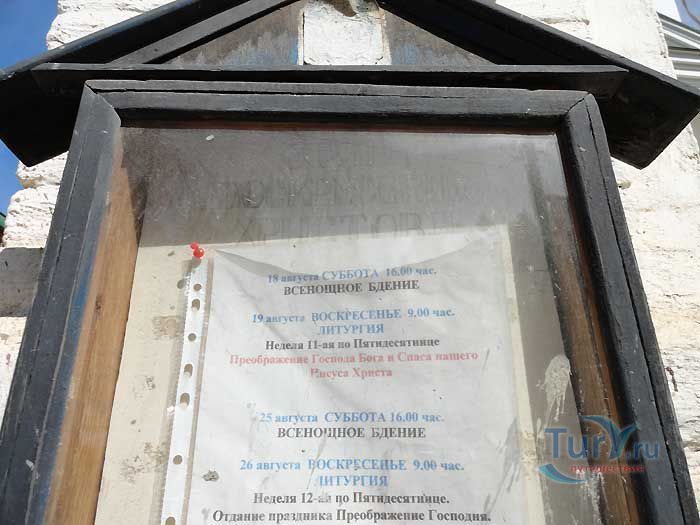 18 августа СУББОТА 16.00 час.
ВСЕНОЩНОЕ БДЕНИЕ
19 августа ВОСКРЕСЕНЬЕ 9.00 час.
ЛИТУРГИЯ
Неделя 11-ая по Пятидесятнице
Преображение Господа Бога и Спаса нашего
Иисуса Христа
25 августа СУББОТА 16.00 час.
ВСЕНОЩНОЕ БДЕНИЕ
26 августа ВОСКРЕСЕНЬЕ 9.00 час.
ЛИТУРГИЯ
Неделя 12-ая по Пятидесятнице.
Отдание праздника Преображение Господня.
TurY.ru
путешествия